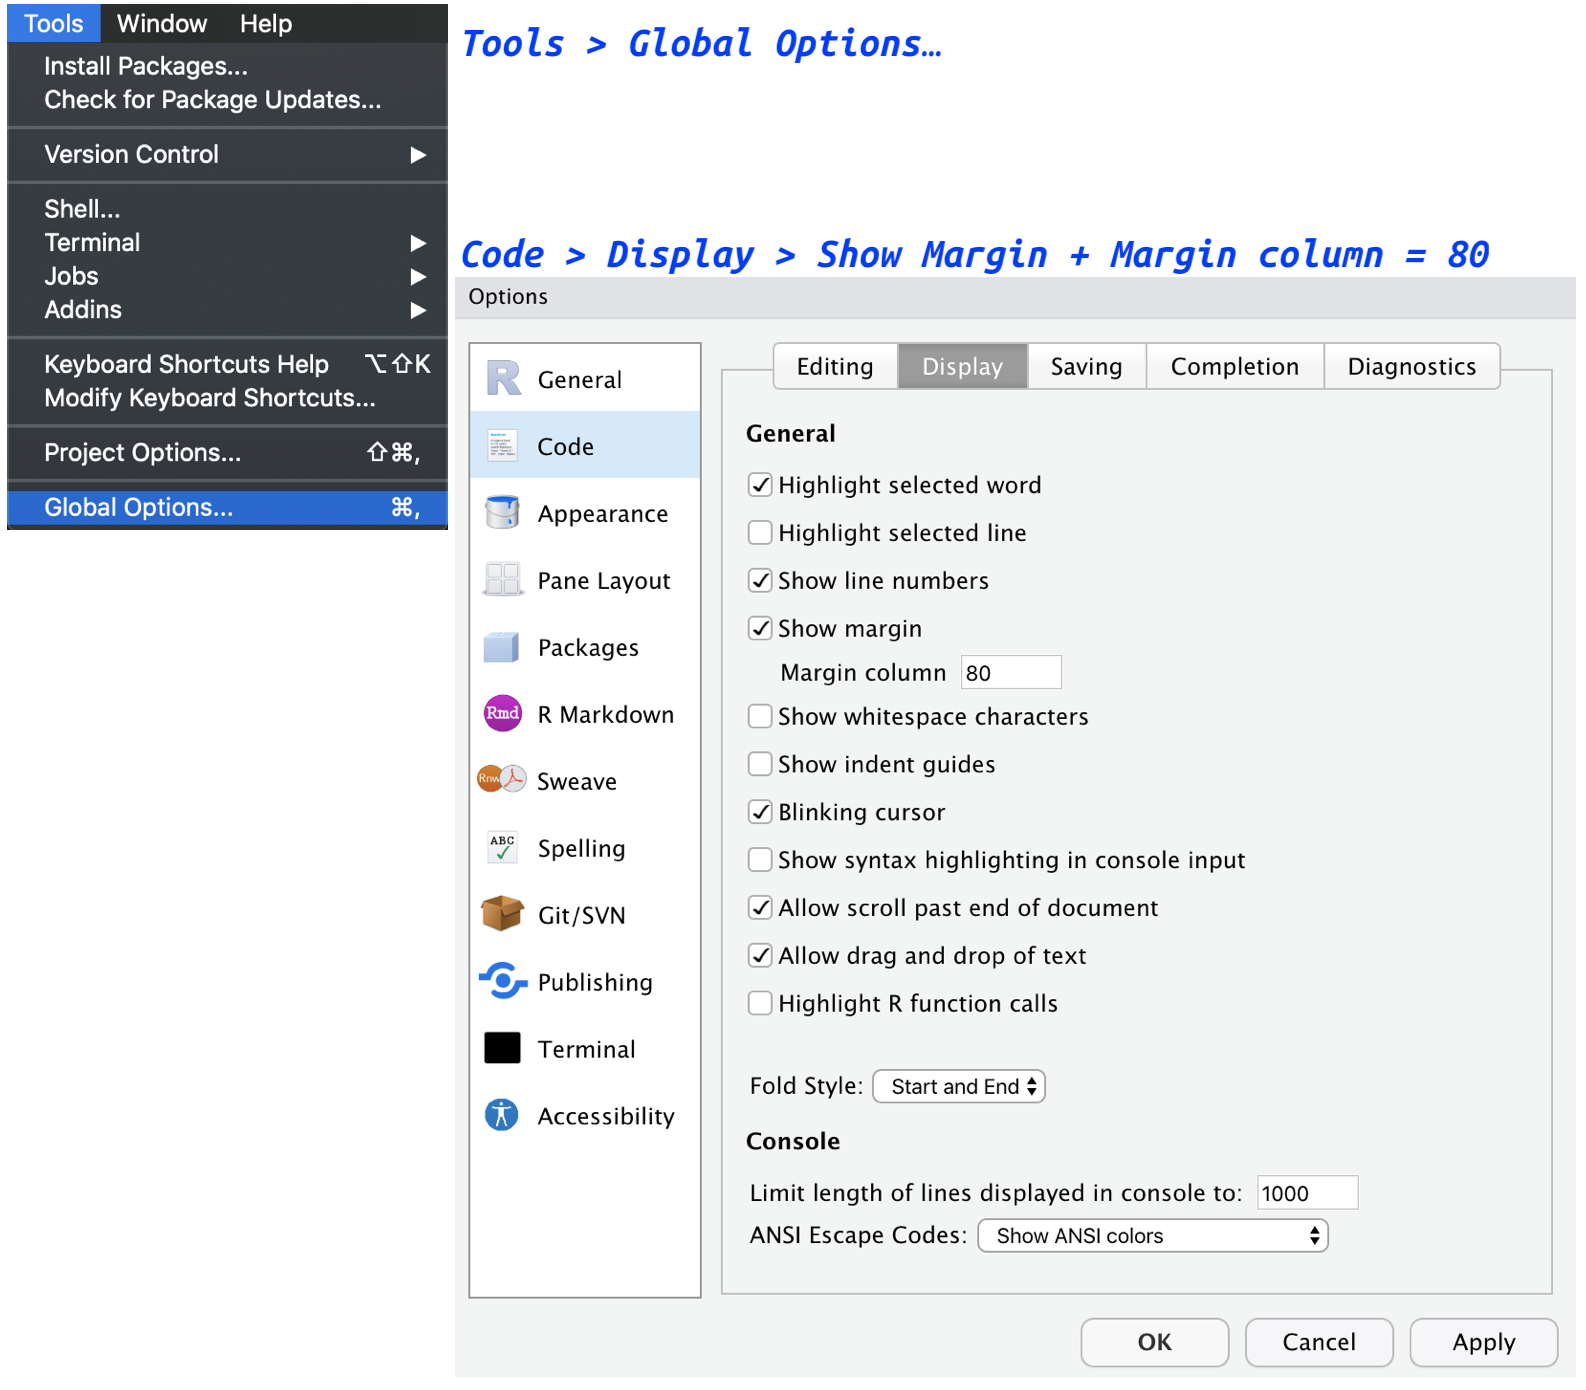 Tools Window Help
Install Packages...
Check for Package Updates...
Version Control ▶
Shell...
Terminal ▶
Jobs ▶
Addins ▶
Keyboard Shortcuts Help ⌥⇧K
Modify Keyboard Shortcuts...
Project Options... ⇧⌘,
Global Options... ⌘,
Tools > Global Options…
Code > Display > Show Margin + Margin column = 80
Options
General
Code
Appearance
Pane Layout
Packages
Rmd R Markdown
Rnw Sweave
ABC Spelling
Git/SVN
Publishing
Terminal
Accessibility
Editing Display Saving Completion Diagnostics
General
Highlight selected word
Highlight selected line
Show line numbers
Show margin
Margin column 80
Show whitespace characters
Show indent guides
Blinking cursor
Show syntax highlighting in console input
Allow scroll past end of document
Allow drag and drop of text
Highlight R function calls
Fold Style: Start and End
Console
Limit length of lines displayed in console to: 1000
ANSI Escape Codes: Show ANSI colors
OK Cancel Apply